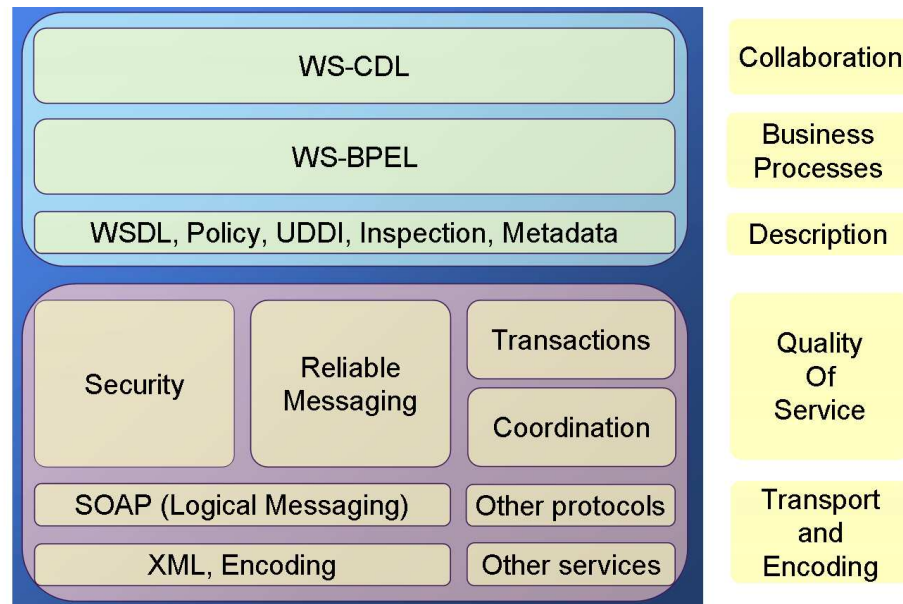 WS-CDL
Collaboration
WS-BPEL
Business
Processes
WSDL, Policy, UDDI, Inspection, Metadata
Description
Security
Reliable
Messaging
Transactions
Coordination
Quality
Of
Service
SOAP (Logical Messaging)
Other protocols
XML, Encoding
Other services
Transport
and
Encoding